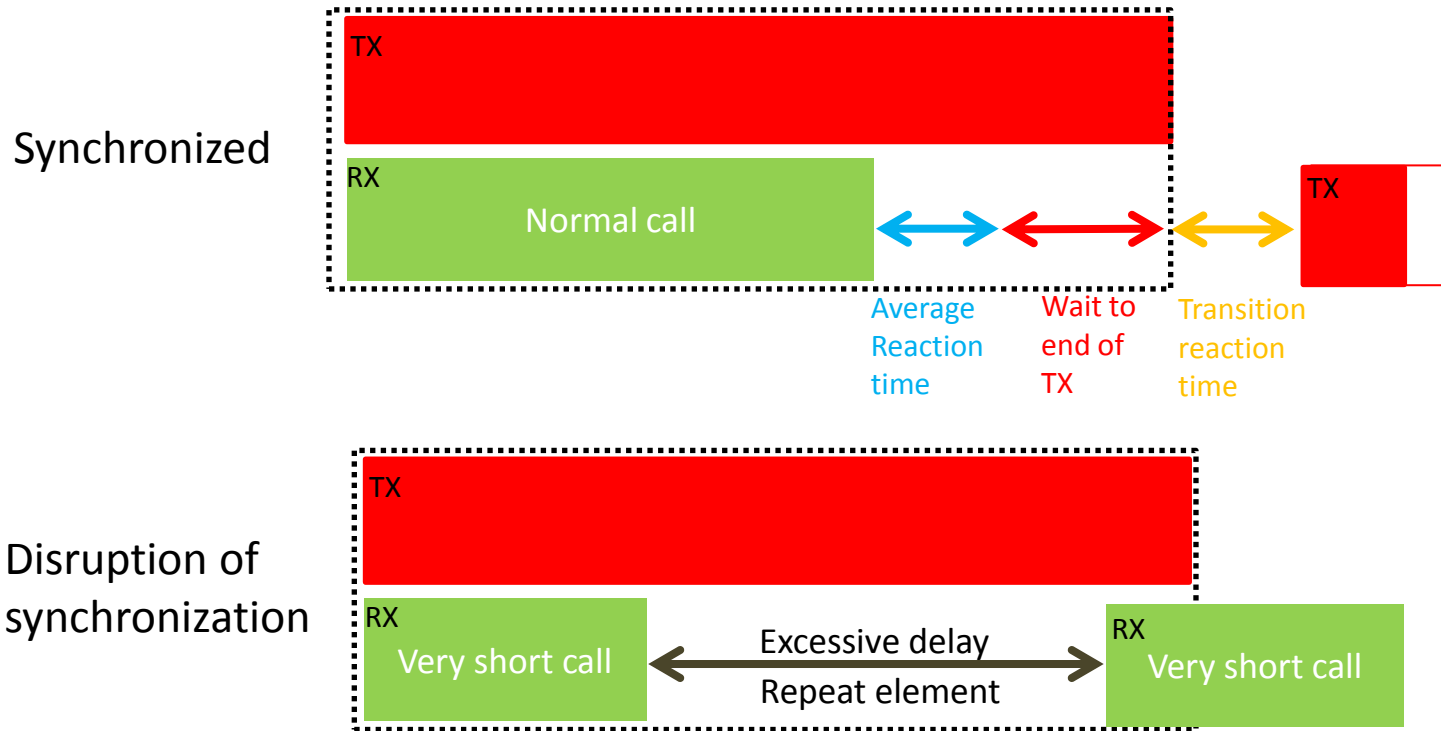 TX
Synchronized
RX
Normal call
TX
Average
Reaction
time
Wait to
end of
TX
Transition
reaction
time
TX
Disruption of
synchronization
RX
Very short call
Excessive delay
Repeat element
RX
Very short call